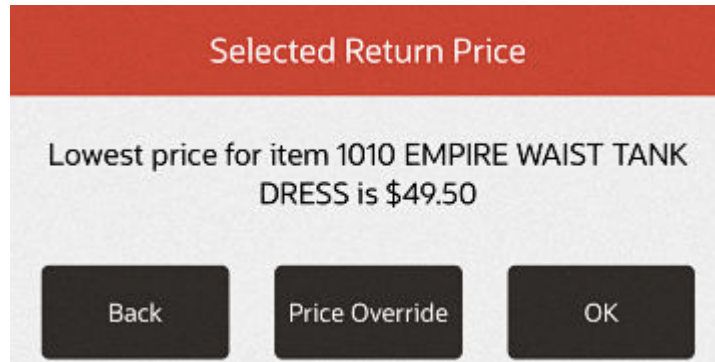 Selected Return Price
Lowest price for item 1010 EMPIRE WAIST TANK
DRESS is $49.50
Back
Price Override
OK